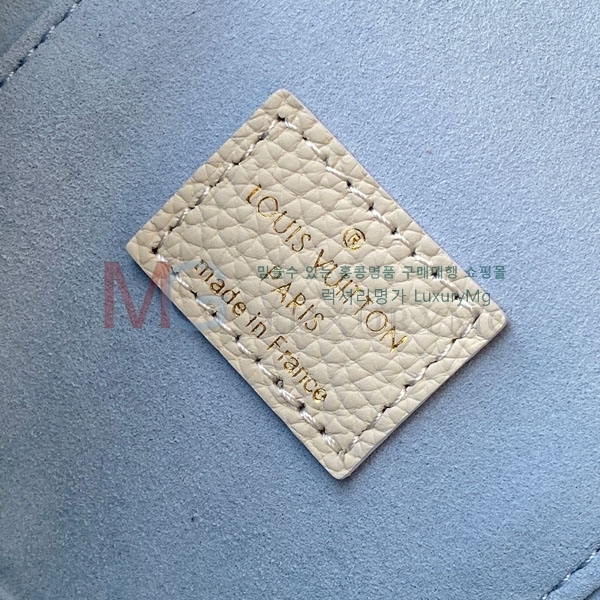 ®
LOUIS VUITTON
PARIS
made in France
믿을수 있는 홍콩명품 구매대행 쇼핑몰
럭셔리명가 LuxuryMg